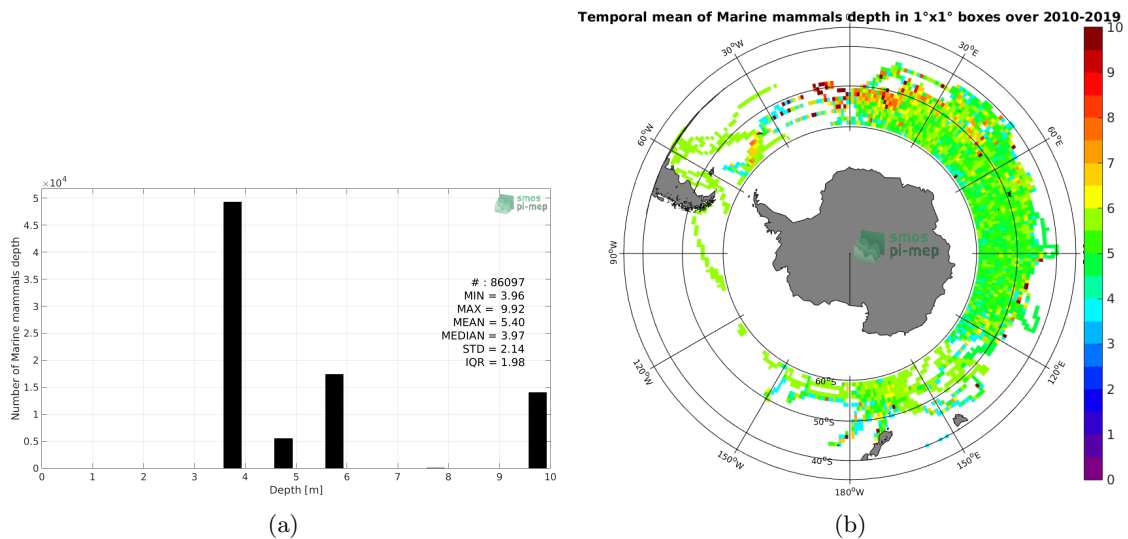 ×10⁴
5
4.5
4
3.5
3
2.5
2
1.5
1
0.5
0
Number of Marine mammals depth
smos
pi-mep
# : 86097
MIN = 3.96
MAX = 9.92
MEAN = 5.40
MEDIAN = 3.97
STD = 2.14
IQR = 1.98
0 1 2 3 4 5 6 7 8 9 10
Depth [m]
(a)
Temporal mean of Marine mammals depth in 1°x1° boxes over 2010-2019
30°W
30°E
60°W
60°E
90°W
120°W
120°E
150°W
150°E
180°W
60°S
50°S
40°S
smos
pi-mep
10
9
8
7
6
5
4
3
2
1
0
(b)